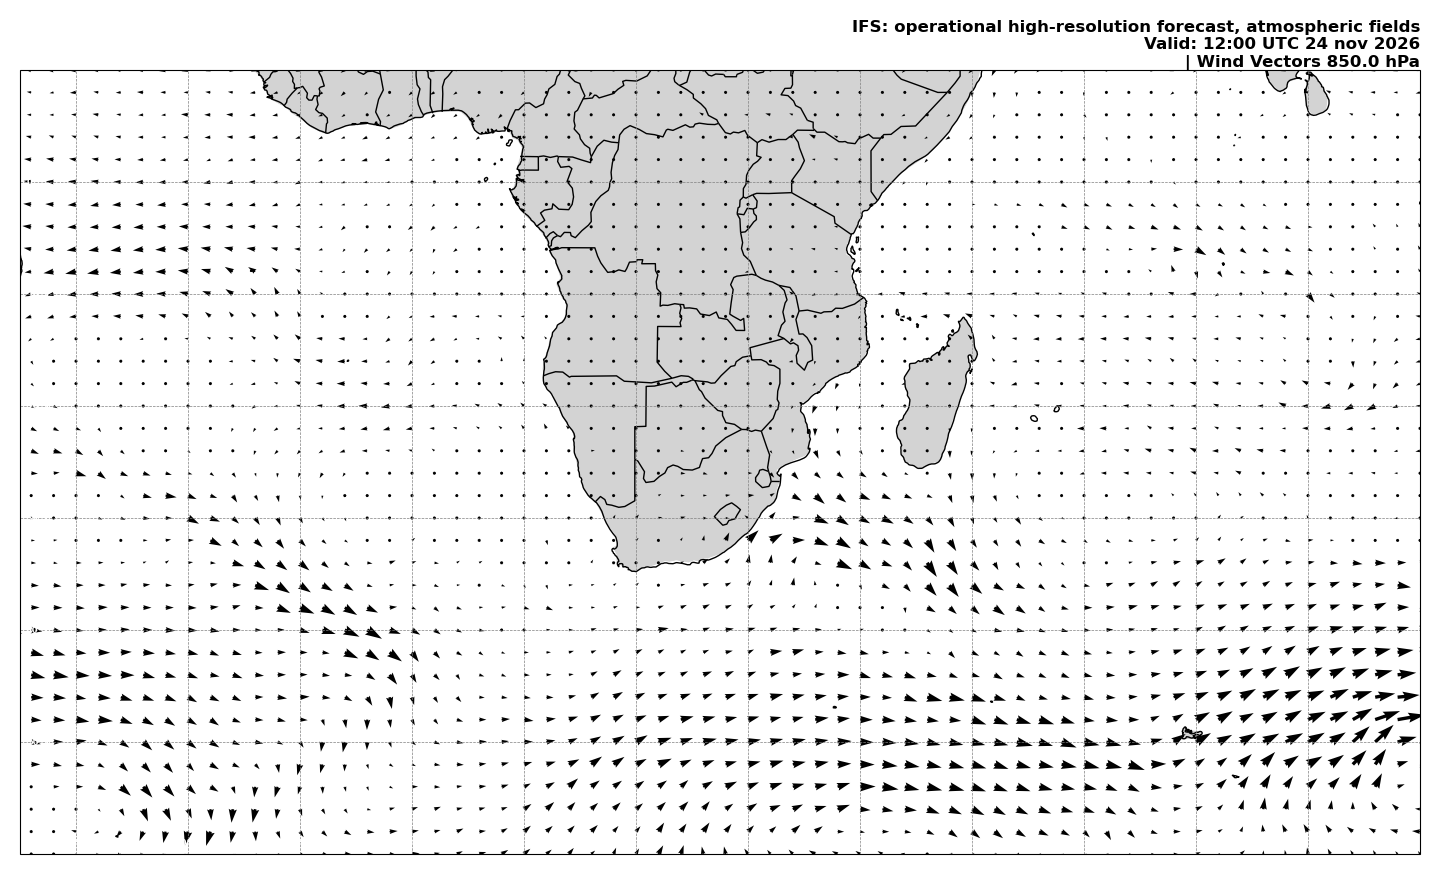 IFS: operational high-resolution forecast, atmospheric fields
Valid: 12:00 UTC 24 nov 2026
| Wind Vectors 850.0 hPa